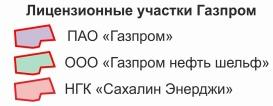 Лицензионные участки Газпром
ПАО «Газпром»
ООО «Газпром нефть шельф»
НГК «Сахалин Энерджи»